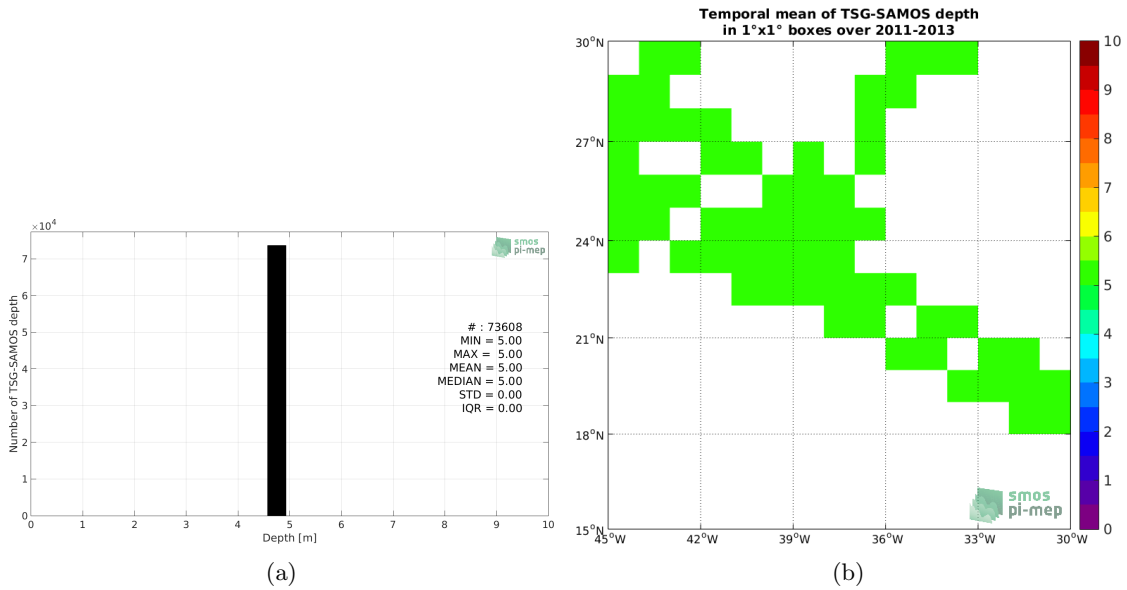 ×10⁴
7
6
5
4
3
2
1
0
Number of TSG-SAMOS depth
smos
pi-mep
# : 73608
MIN = 5.00
MAX = 5.00
MEAN = 5.00
MEDIAN = 5.00
STD = 0.00
IQR = 0.00
0 1 2 3 4 5 6 7 8 9 10
Depth [m]
(a)
Temporal mean of TSG-SAMOS depth
in 1°x1° boxes over 2011-2013
30°N
27°N
24°N
21°N
18°N
15°N
45°W 42°W 39°W 36°W 33°W 30°W
smos
pi-mep
10
9
8
7
6
5
4
3
2
1
0
(b)